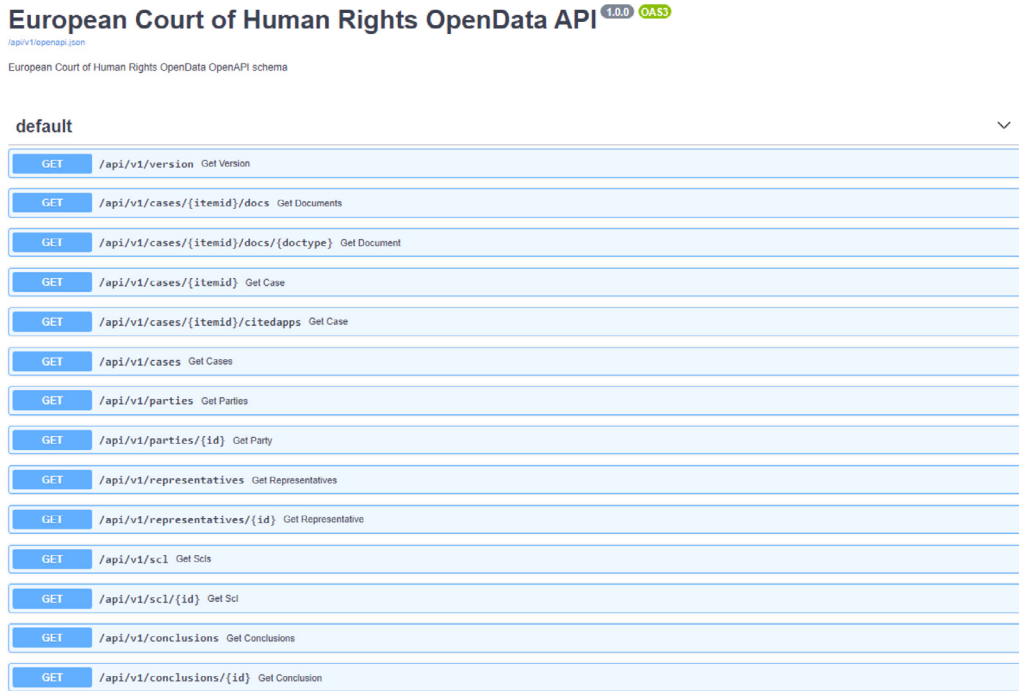 European Court of Human Rights OpenData API 1.0.0 OAS3
/api/v1/openapi.json
European Court of Human Rights OpenData OpenAPI schema
default
GET /api/v1/version Get Version
GET /api/v1/cases/{itemid}/docs Get Documents
GET /api/v1/cases/{itemid}/docs/{doctype} Get Document
GET /api/v1/cases/{itemid} Get Case
GET /api/v1/cases/{itemid}/citedapps Get Case
GET /api/v1/cases Get Cases
GET /api/v1/parties Get Parties
GET /api/v1/parties/{id} Get Party
GET /api/v1/representatives Get Representatives
GET /api/v1/representatives/{id} Get Representative
GET /api/v1/scl Get Scls
GET /api/v1/scl/{id} Get Scl
GET /api/v1/conclusions Get Conclusions
GET /api/v1/conclusions/{id} Get Conclusion